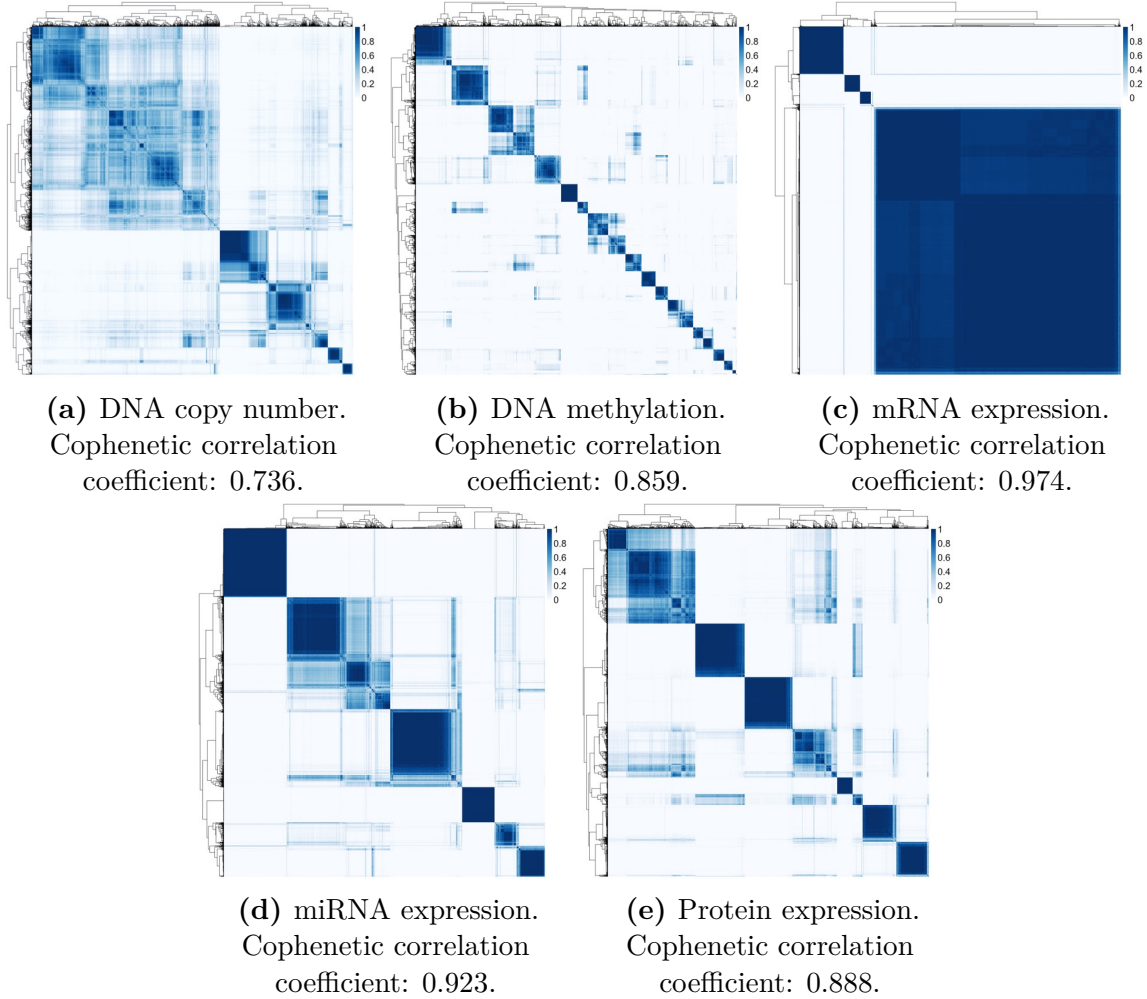 1
0.8
0.6
0.4
0.2
0
1
0.8
0.6
0.4
0.2
0
1
0.8
0.6
0.4
0.2
0
(a) DNA copy number.
Cophenetic correlation
coefficient: 0.736.
(b) DNA methylation.
Cophenetic correlation
coefficient: 0.859.
(c) mRNA expression.
Cophenetic correlation
coefficient: 0.974.
1
0.8
0.6
0.4
0.2
0
1
0.8
0.6
0.4
0.2
0
(d) miRNA expression.
Cophenetic correlation
coefficient: 0.923.
(e) Protein expression.
Cophenetic correlation
coefficient: 0.888.